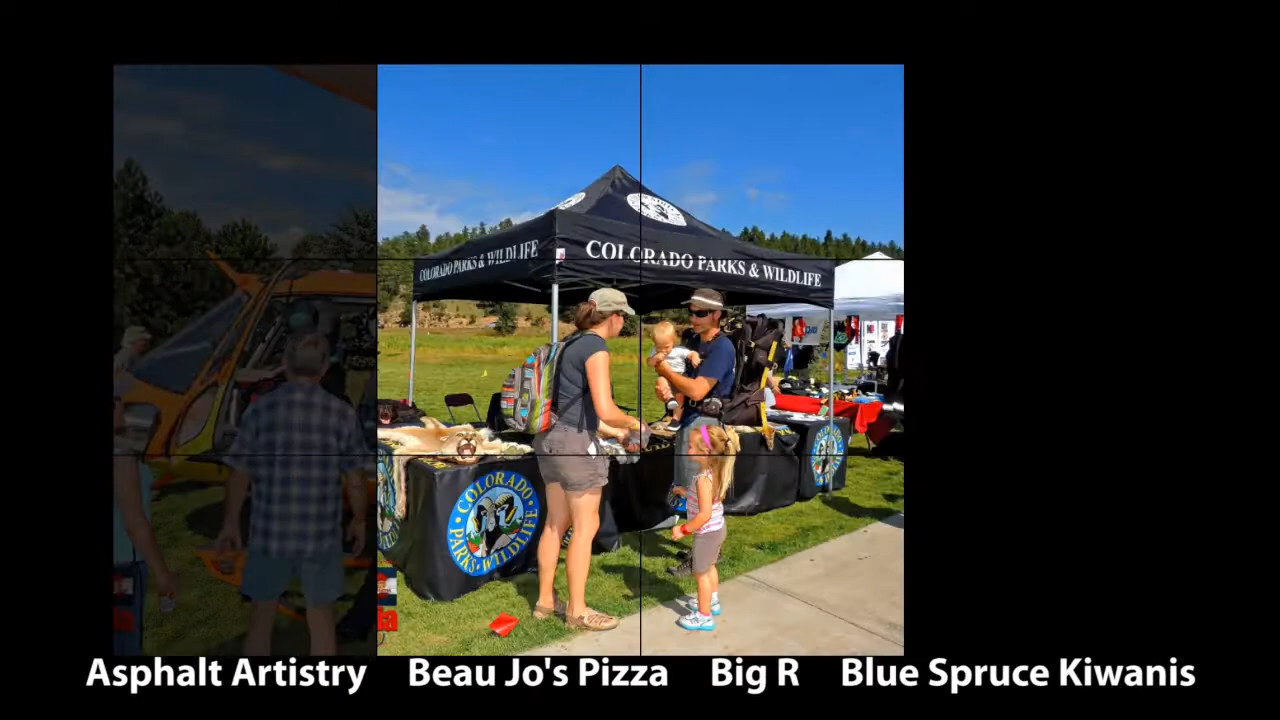 COLORADO PARKS & WILDLIFE
COLORADO PARKS & WILDLIFE
COLORADO
PARKS • WILDLIFE
Asphalt Artistry Beau Jo's Pizza Big R Blue Spruce Kiwanis